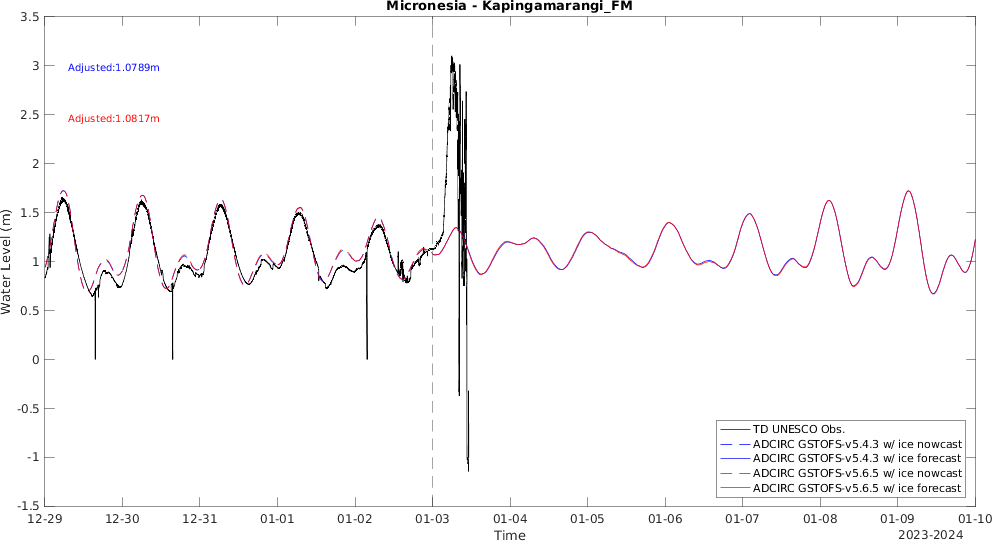 Micronesia - Kapingamarangi_FM
3.5
3
2.5
2
1.5
1
0.5
0
-0.5
-1
-1.5
Water Level (m)
Adjusted:1.0789m
Adjusted:1.0817m
TD UNESCO Obs.
ADCIRC GSTOFS-v5.4.3 w/ ice nowcast
ADCIRC GSTOFS-v5.4.3 w/ ice forecast
ADCIRC GSTOFS-v5.6.5 w/ ice nowcast
ADCIRC GSTOFS-v5.6.5 w/ ice forecast
12-29 12-30 12-31 01-01 01-02 01-03 01-04 01-05 01-06 01-07 01-08 01-09 01-10
Time
2023-2024